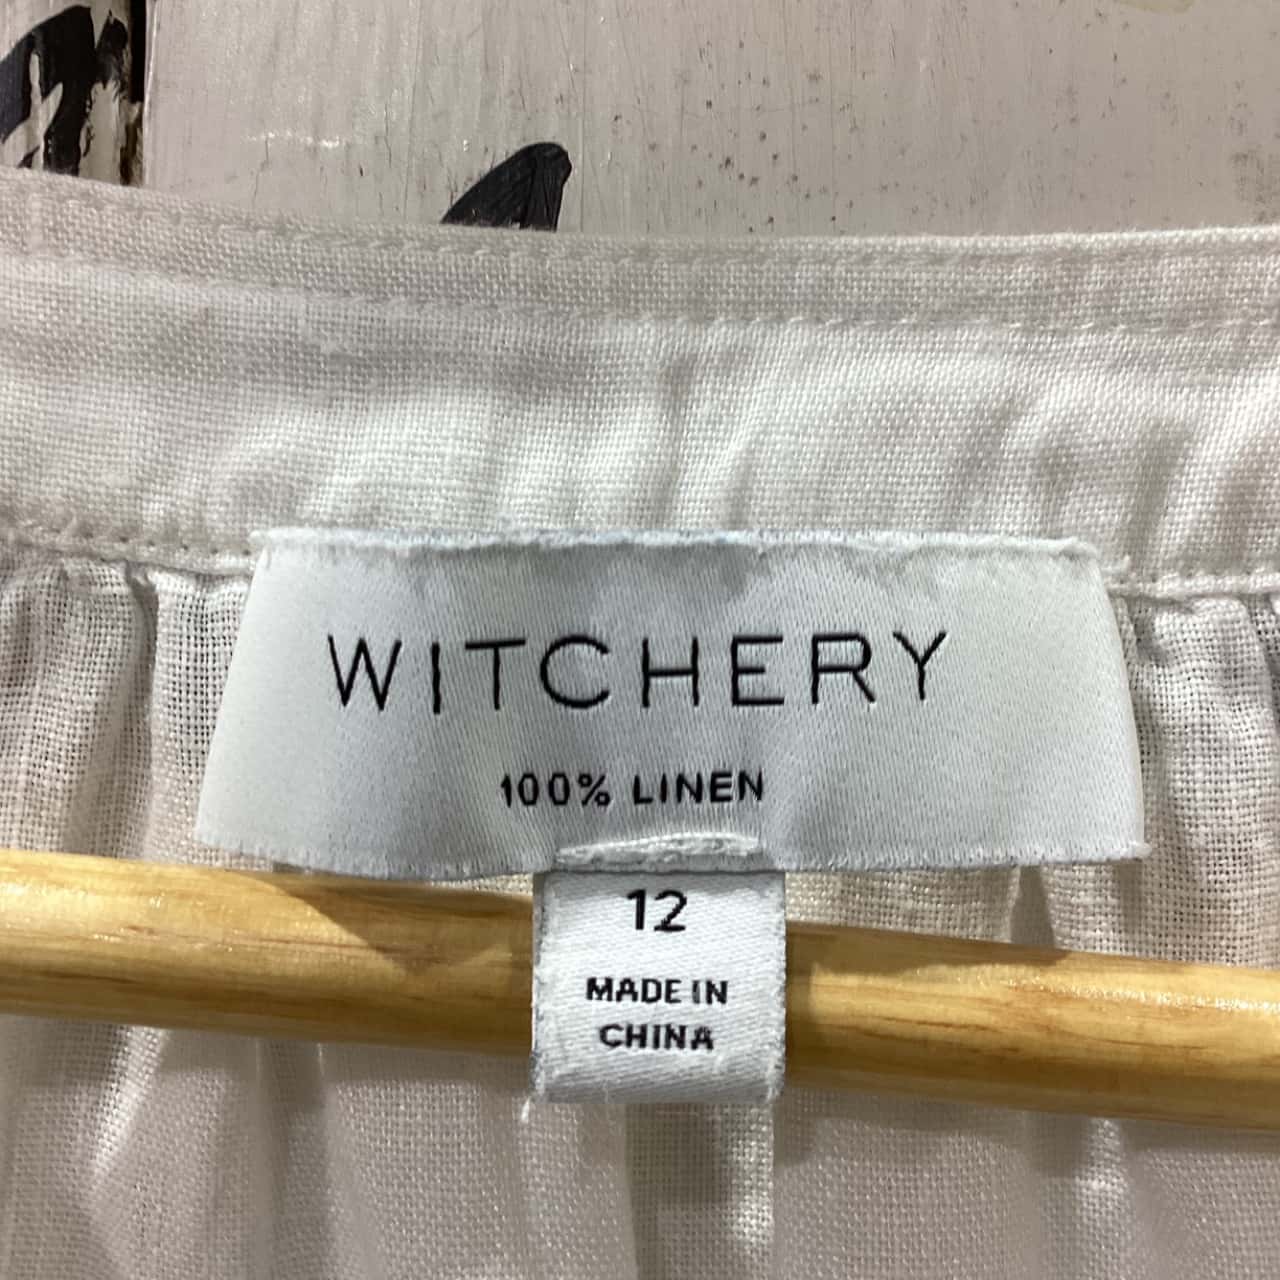 WITCHERY
100% LINEN
12
MADE IN
CHINA